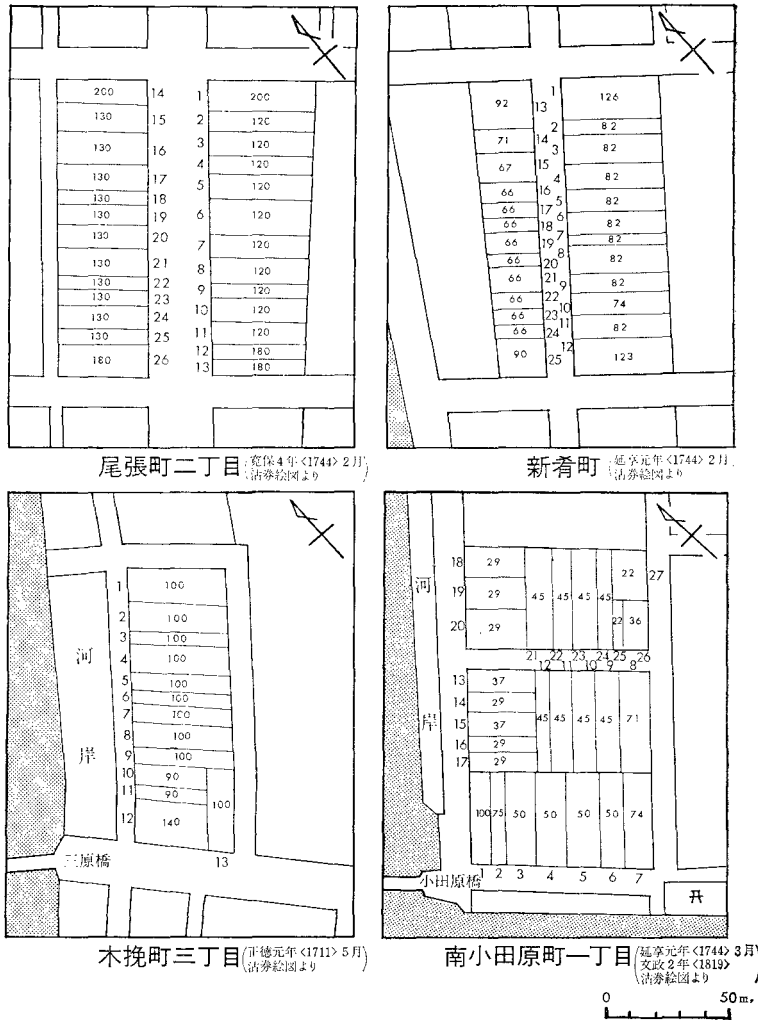 200 14 1 200
130 15 2 120
130 16 3 120
130 17 4 120
130 18 5 120
130 19 6 120
130 20 7 120
130 21 8 120
130 22 9 120
130 23 10 120
130 24 11 120
130 25 12 180
180 26 13 180
尾張町二丁目
(寛保4年<1744>2月
沽券絵図より)
92 13 1 126
71 14 2 82
67 15 3 82
66 16 4 82
66 17 5 82
66 18 6 82
66 19 7 82
66 20 8 82
66 21 9 82
66 22 10 74
66 23 11 82
66 24 12 123
90 25
新肴町
(延享元年<1744>2月
沽券絵図より)
河岸
1 100
2 100
3 100
4 100
5 100
6 100
7 100
8 100
9 100
10 90
11 90
12 140
100
13
三原橋
木挽町三丁目
(正徳元年<1711>5月
沽券絵図より)
河岸
18 29
19 29
20 29
45 45 45 45 22 27
22 36
21 22 23 24 25 26
12 11 10 9 8
13 37
14 29
15 37
16 29
17 29
45 45 45 45 45 71
100 75 50 50 50 50 74
1 2 3 4 5 6 7
小田原橋
南小田原町一丁目
(延享元年<1744>3月
文政2年<1819>
沽券絵図より)
0 50m.